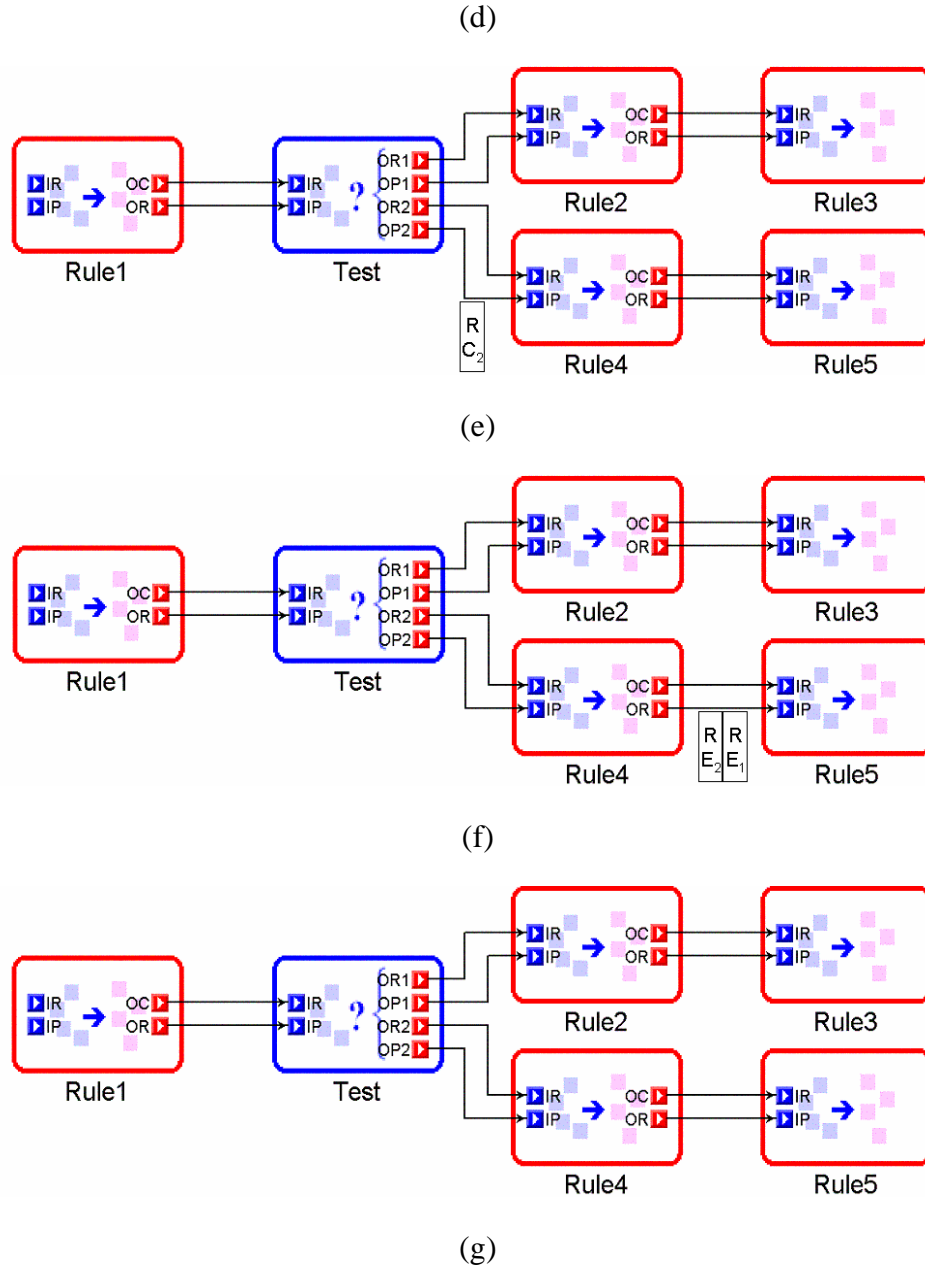 (d)
IR OC IR
IP OR IP
Rule2 Rule3
IR OC IR OR1
IP OR IP ? OP1
OR2
OP2
Rule1 Test
IR OC IR
IP OR IP
Rule4 Rule5
R
C2
(e)
IR OC IR
IP OR IP
Rule2 Rule3
IR OC IR OR1
IP OR IP ? OP1
OR2
OP2
Rule1 Test
IR OC IR
IP OR IP
Rule4 Rule5
R R
E2 E1
(f)
IR OC IR
IP OR IP
Rule2 Rule3
IR OC IR OR1
IP OR IP ? OP1
OR2
OP2
Rule1 Test
IR OC IR
IP OR IP
Rule4 Rule5
(g)